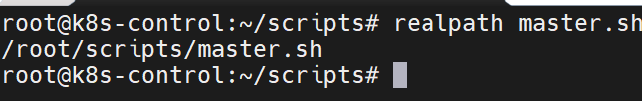 root@k8s-control:~/scripts# realpath master.sh
/root/scripts/master.sh
root@k8s-control:~/scripts#